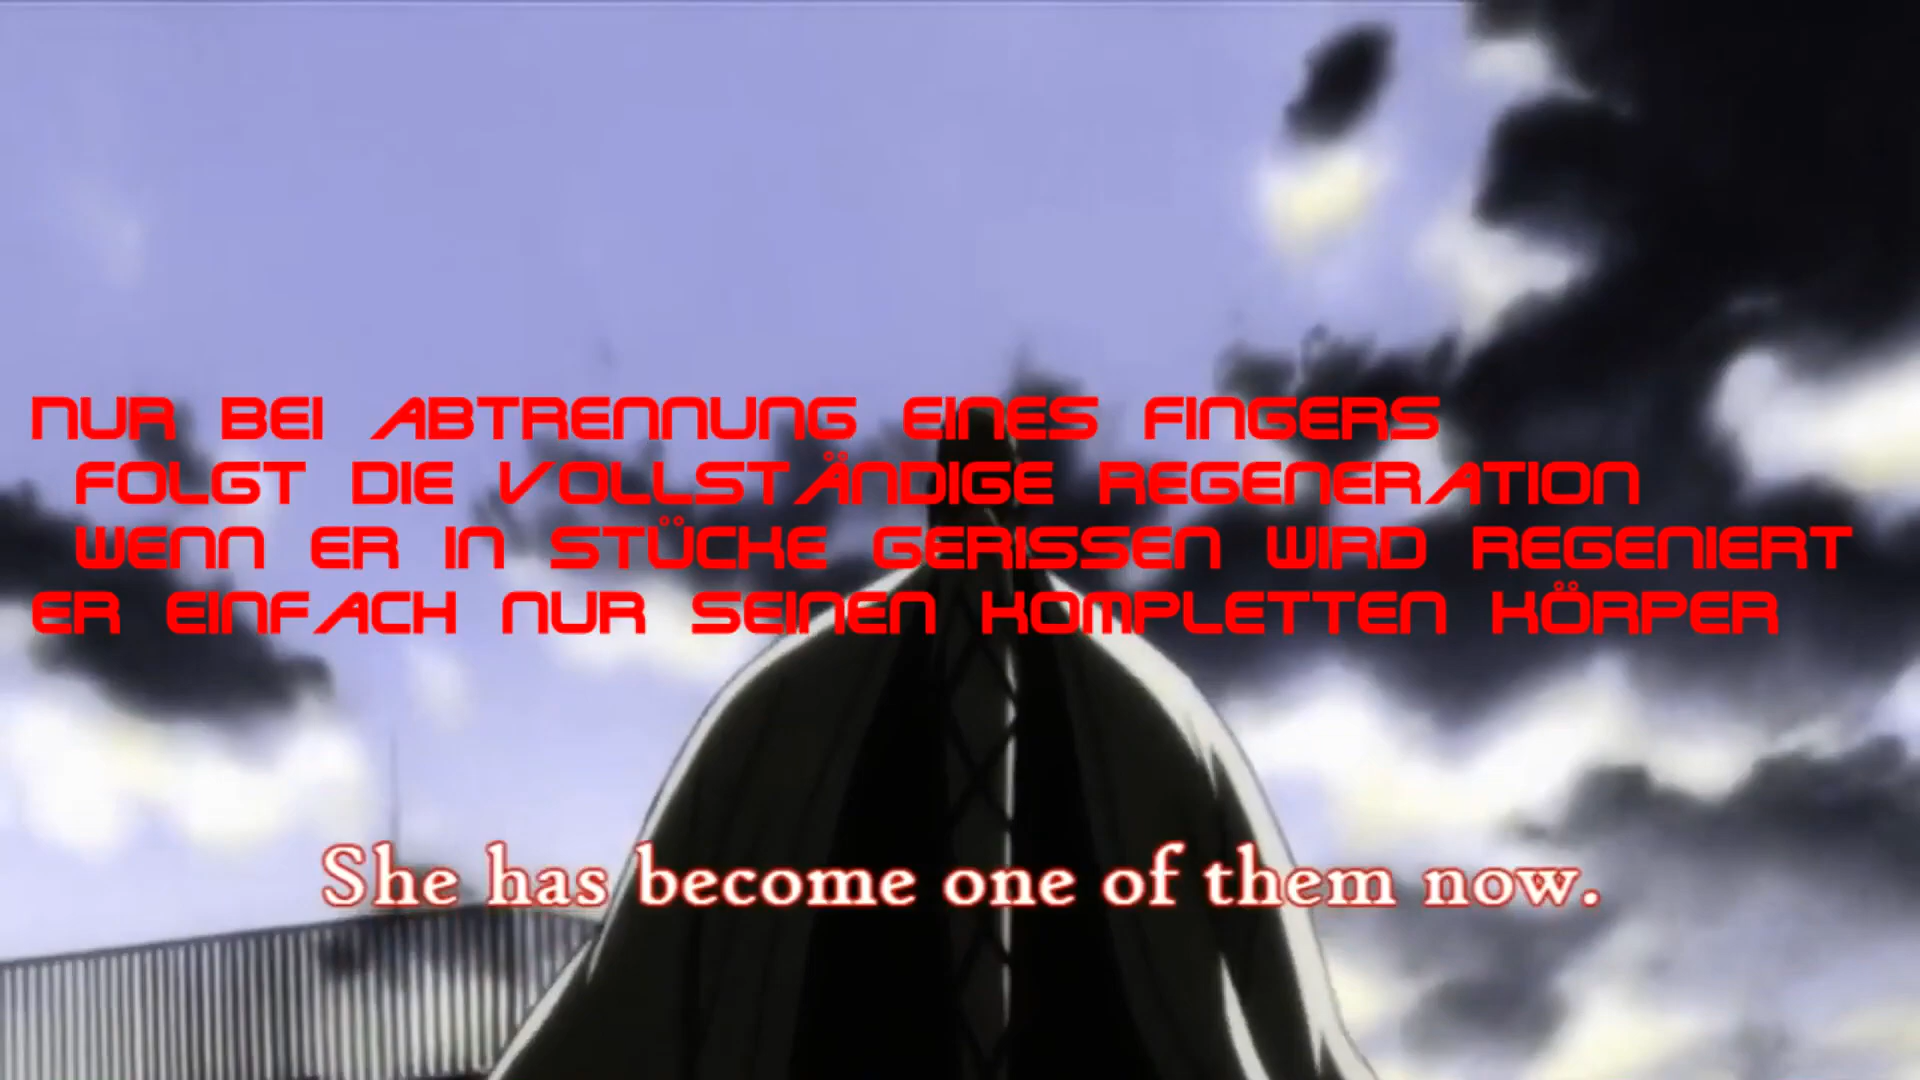 NUR BEI ABTRENNUNG EINES FINGERS
FOLGT DIE VOLLSTÄNDIGE REGENERATION
WENN ER IN STÜCKE GERISSEN WIRD REGENIERT
ER EINFACH NUR SEINEN KOMPLETTEN KÖRPER
She has become one of them now.